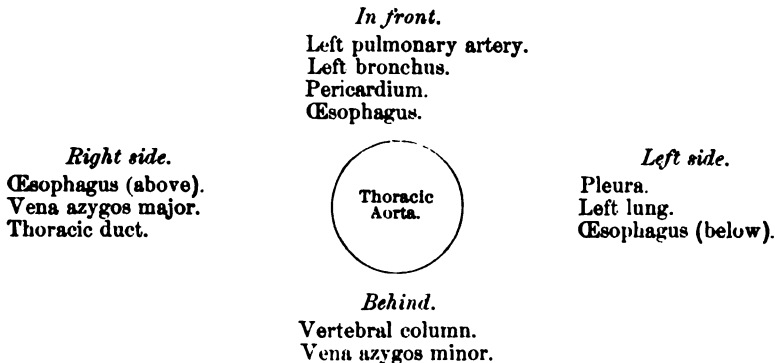 In front.
Left pulmonary artery.
Left bronchus.
Pericardium.
Œsophagus.
Right side.
Œsophagus (above).
Vena azygos major.
Thoracic duct.
Thoracic
Aorta.
Left side.
Pleura.
Left lung.
Œsophagus (below).
Behind.
Vertebral column.
Vena azygos minor.